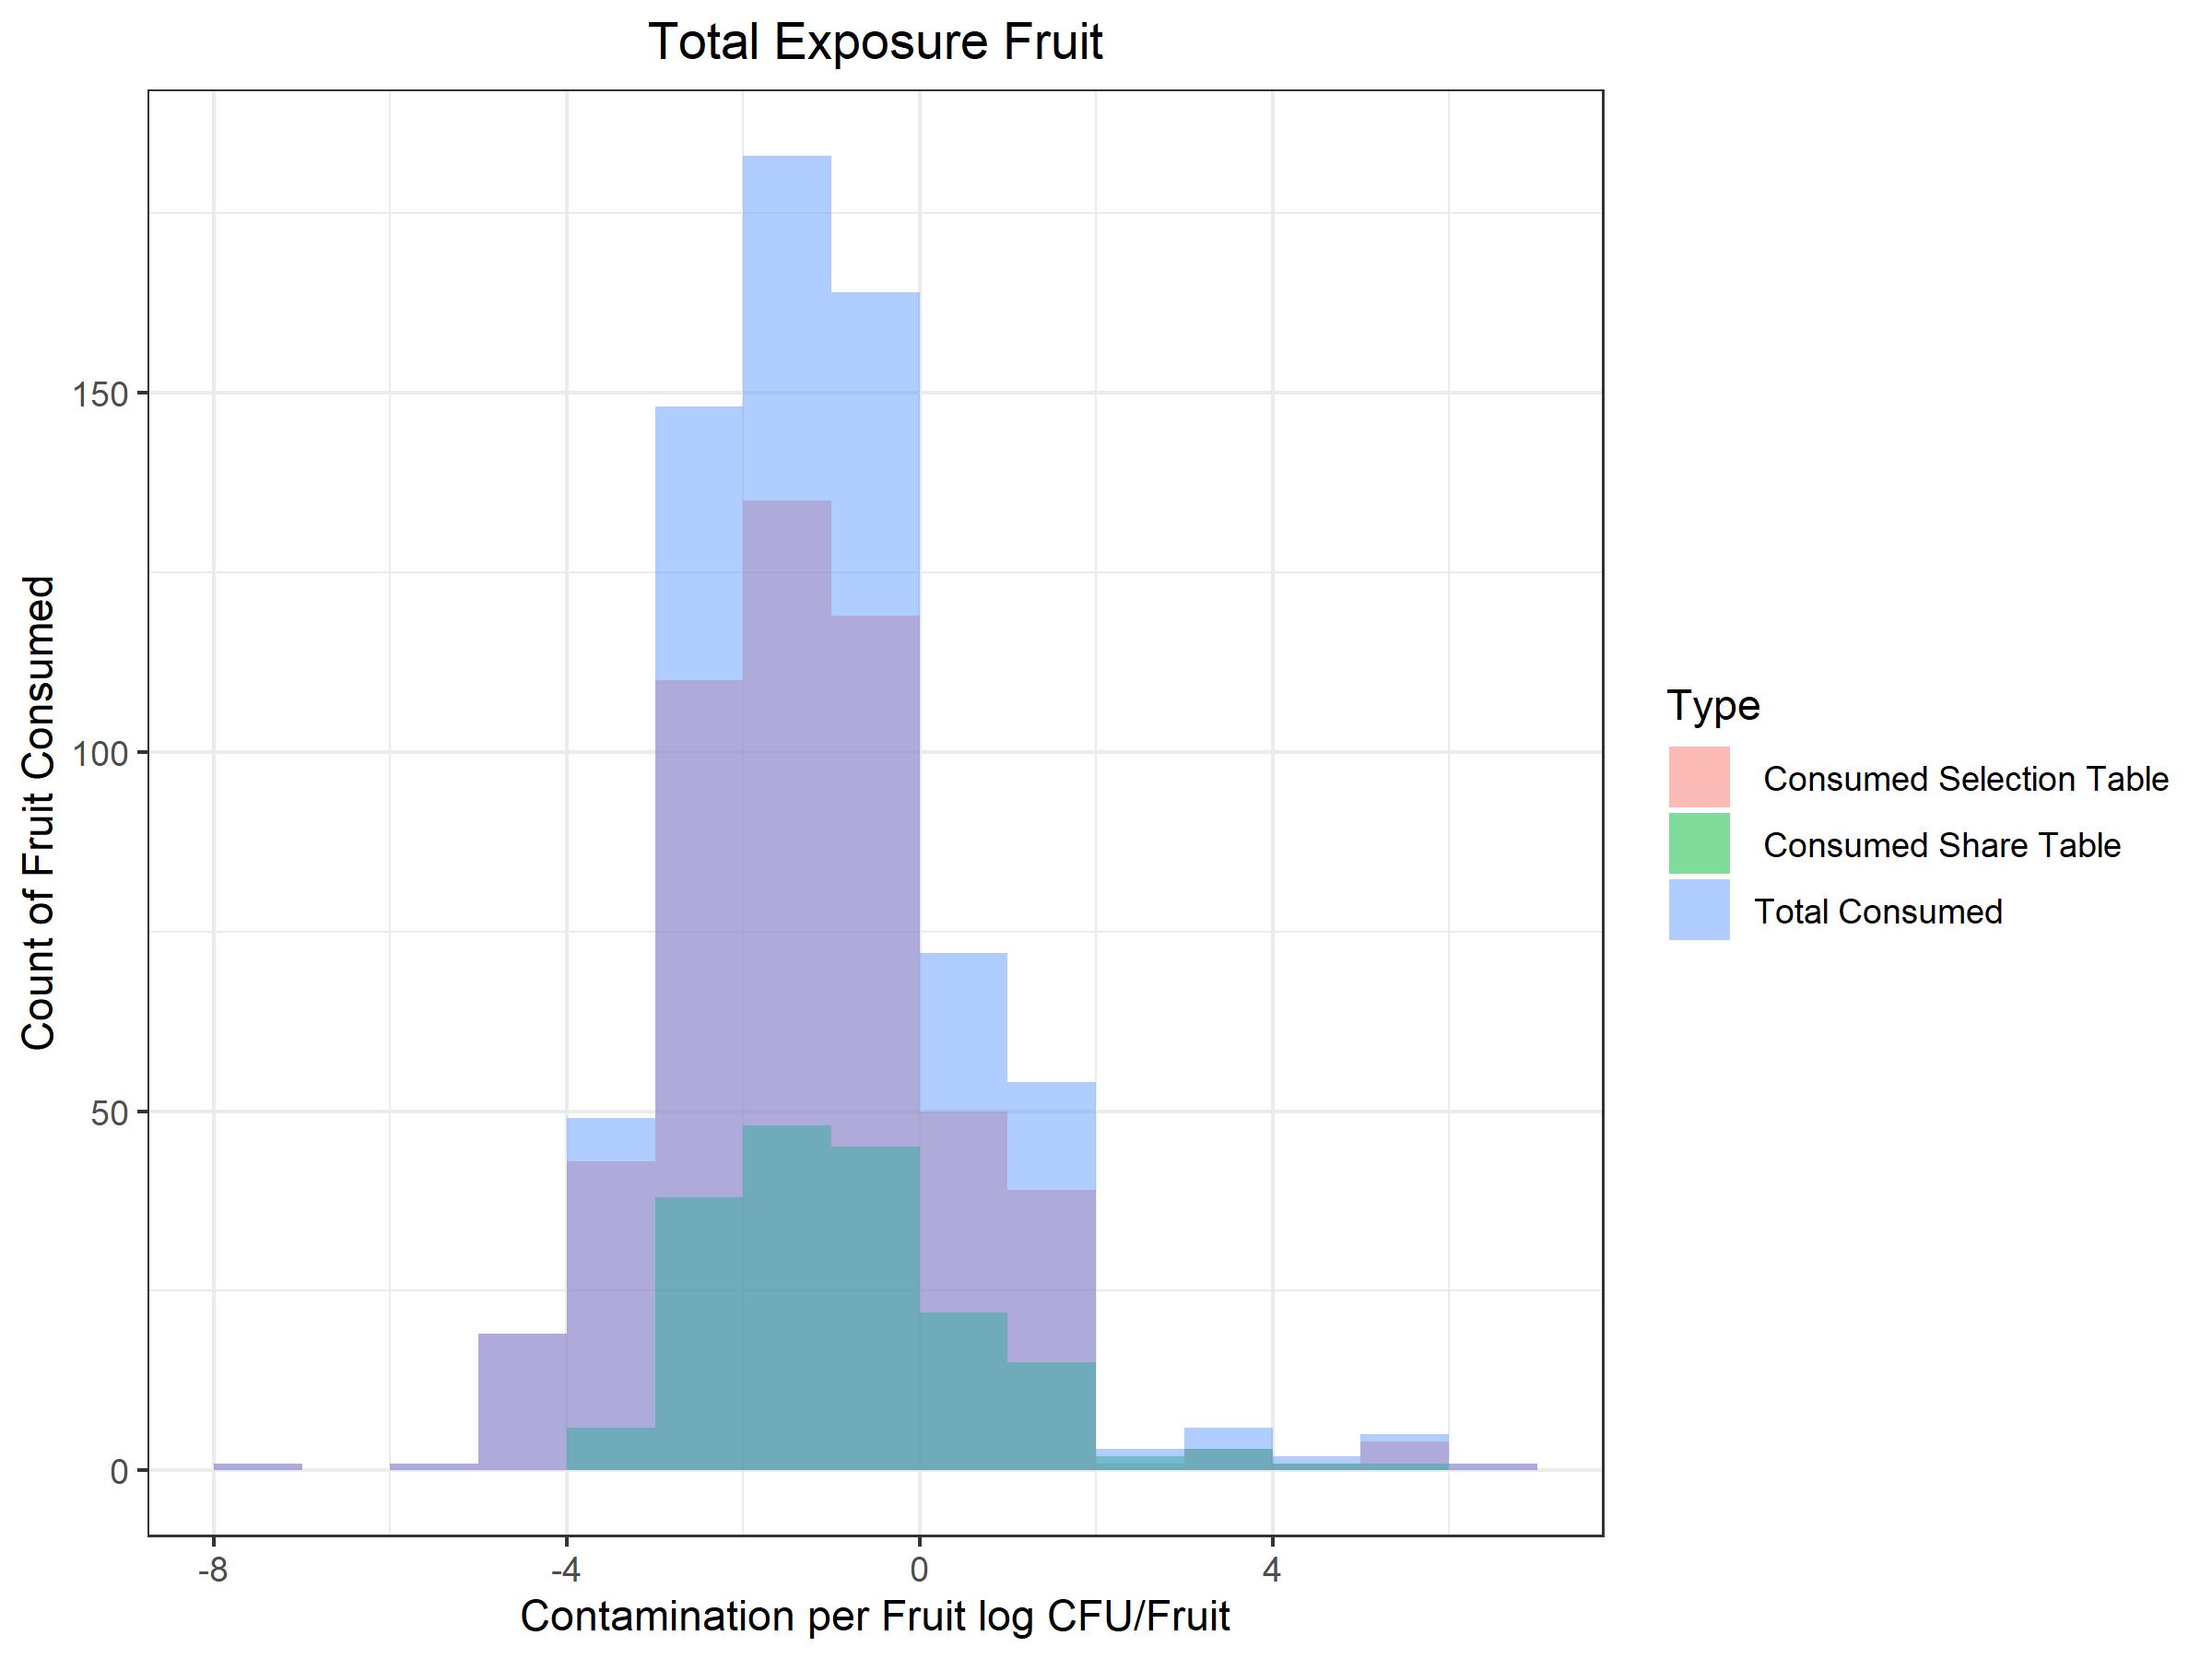 Total Exposure Fruit
Count of Fruit Consumed
150
100
50
0
-8
-4
0
4
Contamination per Fruit log CFU/Fruit
Type
Consumed Selection Table
Consumed Share Table
Total Consumed